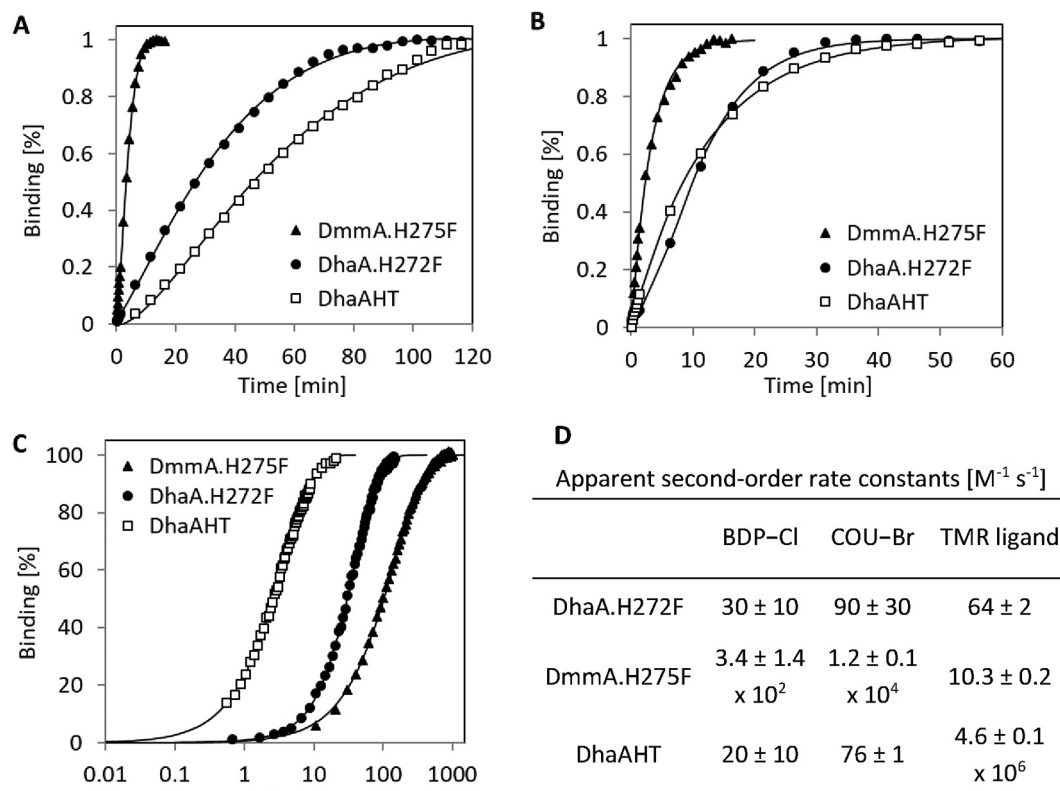 A
1
0.8
0.6
0.4
0.2
0
Binding [%]
DmmA.H275F
DhaA.H272F
DhaAHT
0 20 40 60 80 100 120
Time [min]
B
1
0.8
0.6
0.4
0.2
0
Binding [%]
DmmA.H275F
DhaA.H272F
DhaAHT
0 10 20 30 40 50 60
Time [min]
C
100
80
60
40
20
0
Binding [%]
DmmA.H275F
DhaA.H272F
DhaAHT
0.01 0.1 1 10 100 1000
D
Apparent second-order rate constants [M⁻¹ s⁻¹]
BDP–Cl COU–Br TMR ligand
DhaA.H272F 30 ± 10 90 ± 30 64 ± 2
DmmA.H275F 3.4 ± 1.4 x 10² 1.2 ± 0.1 x 10⁴ 10.3 ± 0.2
DhaAHT 20 ± 10 76 ± 1 4.6 ± 0.1 x 10⁶